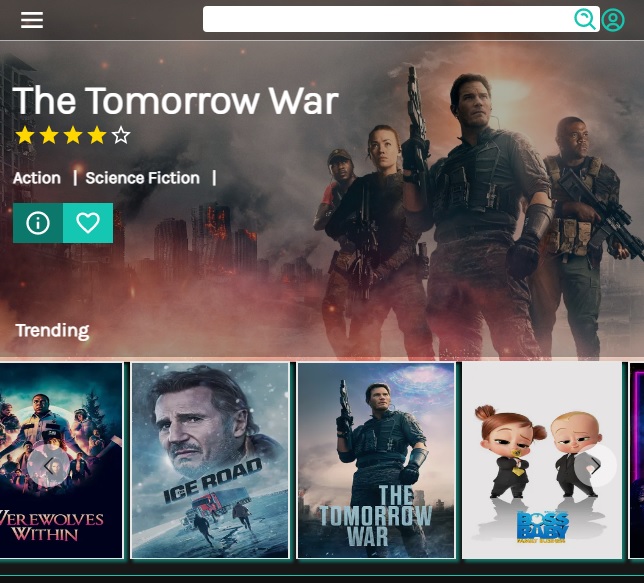 The Tomorrow War
Action | Science Fiction |
Trending
WEREWOLVES
WITHIN
ICE ROAD
THE
TOMORROW
WAR
BOSS
BABY